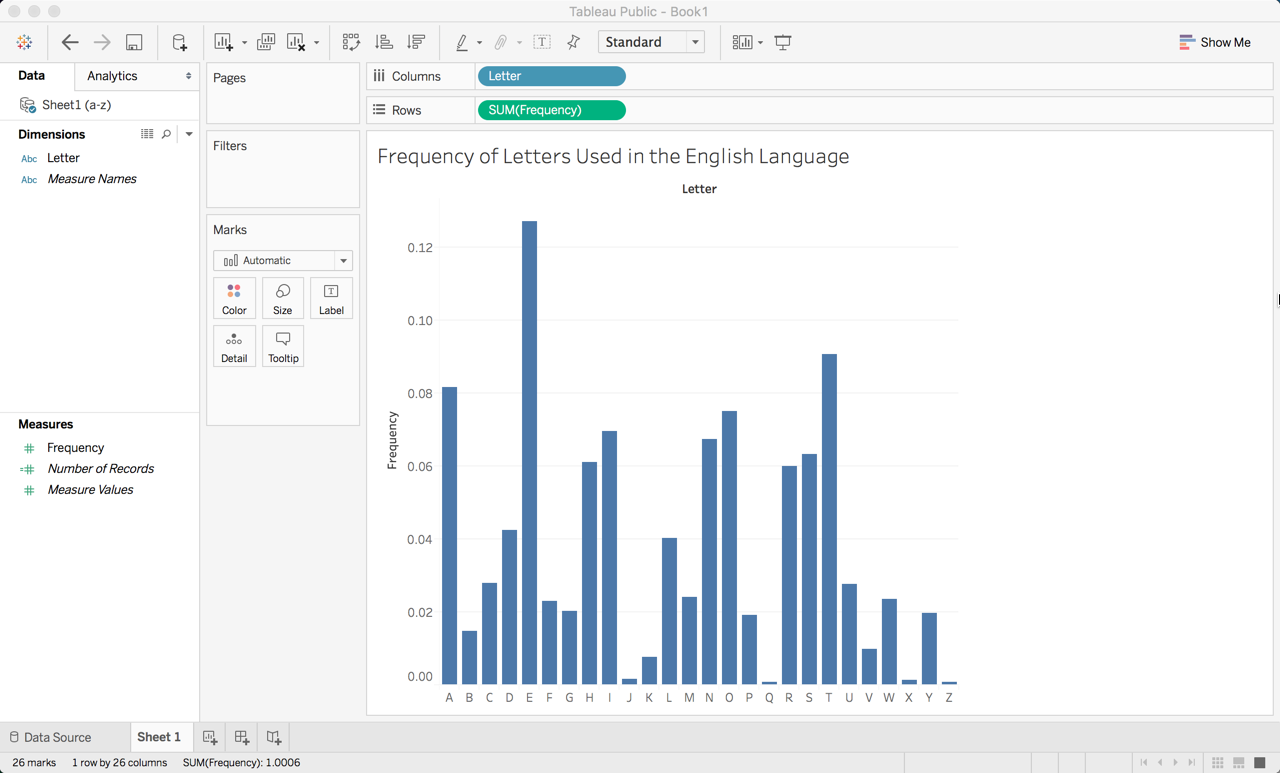 Tableau Public - Book1
Standard
Show Me
Data
Analytics
Pages
Columns
Letter
Rows
SUM(Frequency)
Sheet1 (a-z)
Dimensions
Abc Letter
Abc Measure Names
Filters
Marks
Automatic
Color
Size
T
Label
Detail
Tooltip
Measures
# Frequency
=# Number of Records
# Measure Values
Frequency of Letters Used in the English Language
Letter
Frequency
0.12
0.10
0.08
0.06
0.04
0.02
0.00
A B C D E F G H I J K L M N O P Q R S T U V W X Y Z
Data Source
Sheet 1
26 marks 1 row by 26 columns SUM(Frequency): 1.0006